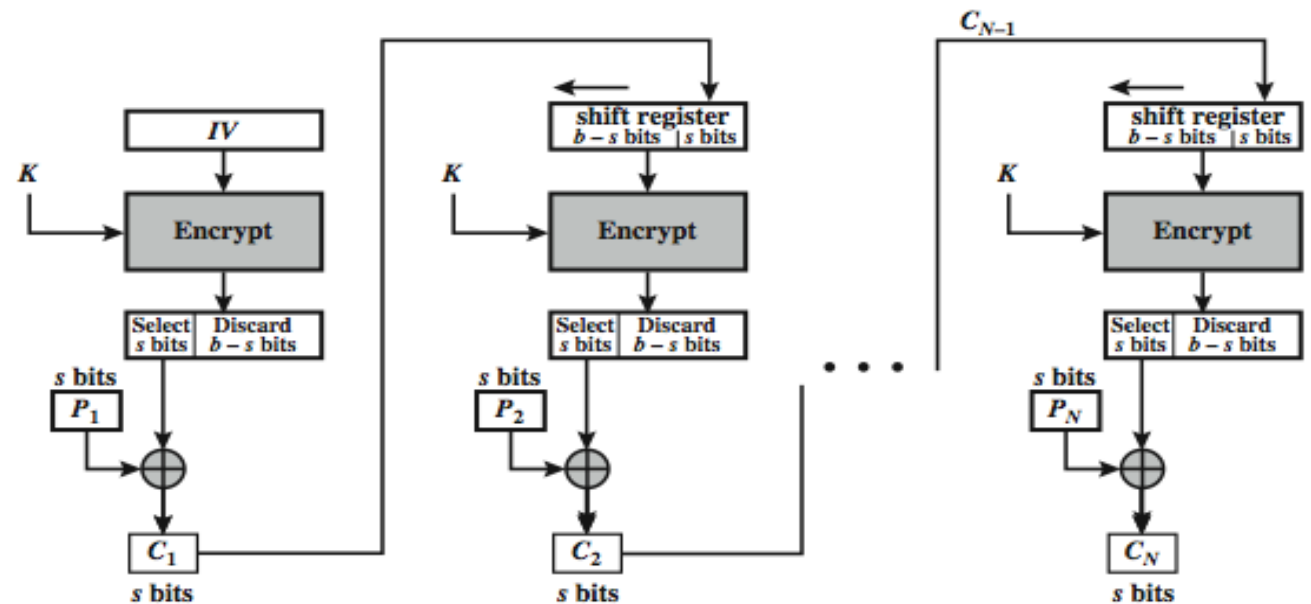 C_{N-1}
IV
K
Encrypt
Select
s bits
Discard
b – s bits
s bits
P_1
C_1
s bits
shift register
b – s bits | s bits
K
Encrypt
Select
s bits
Discard
b – s bits
s bits
P_2
C_2
s bits
• • •
shift register
b – s bits | s bits
K
Encrypt
Select
s bits
Discard
b – s bits
s bits
P_N
C_N
s bits